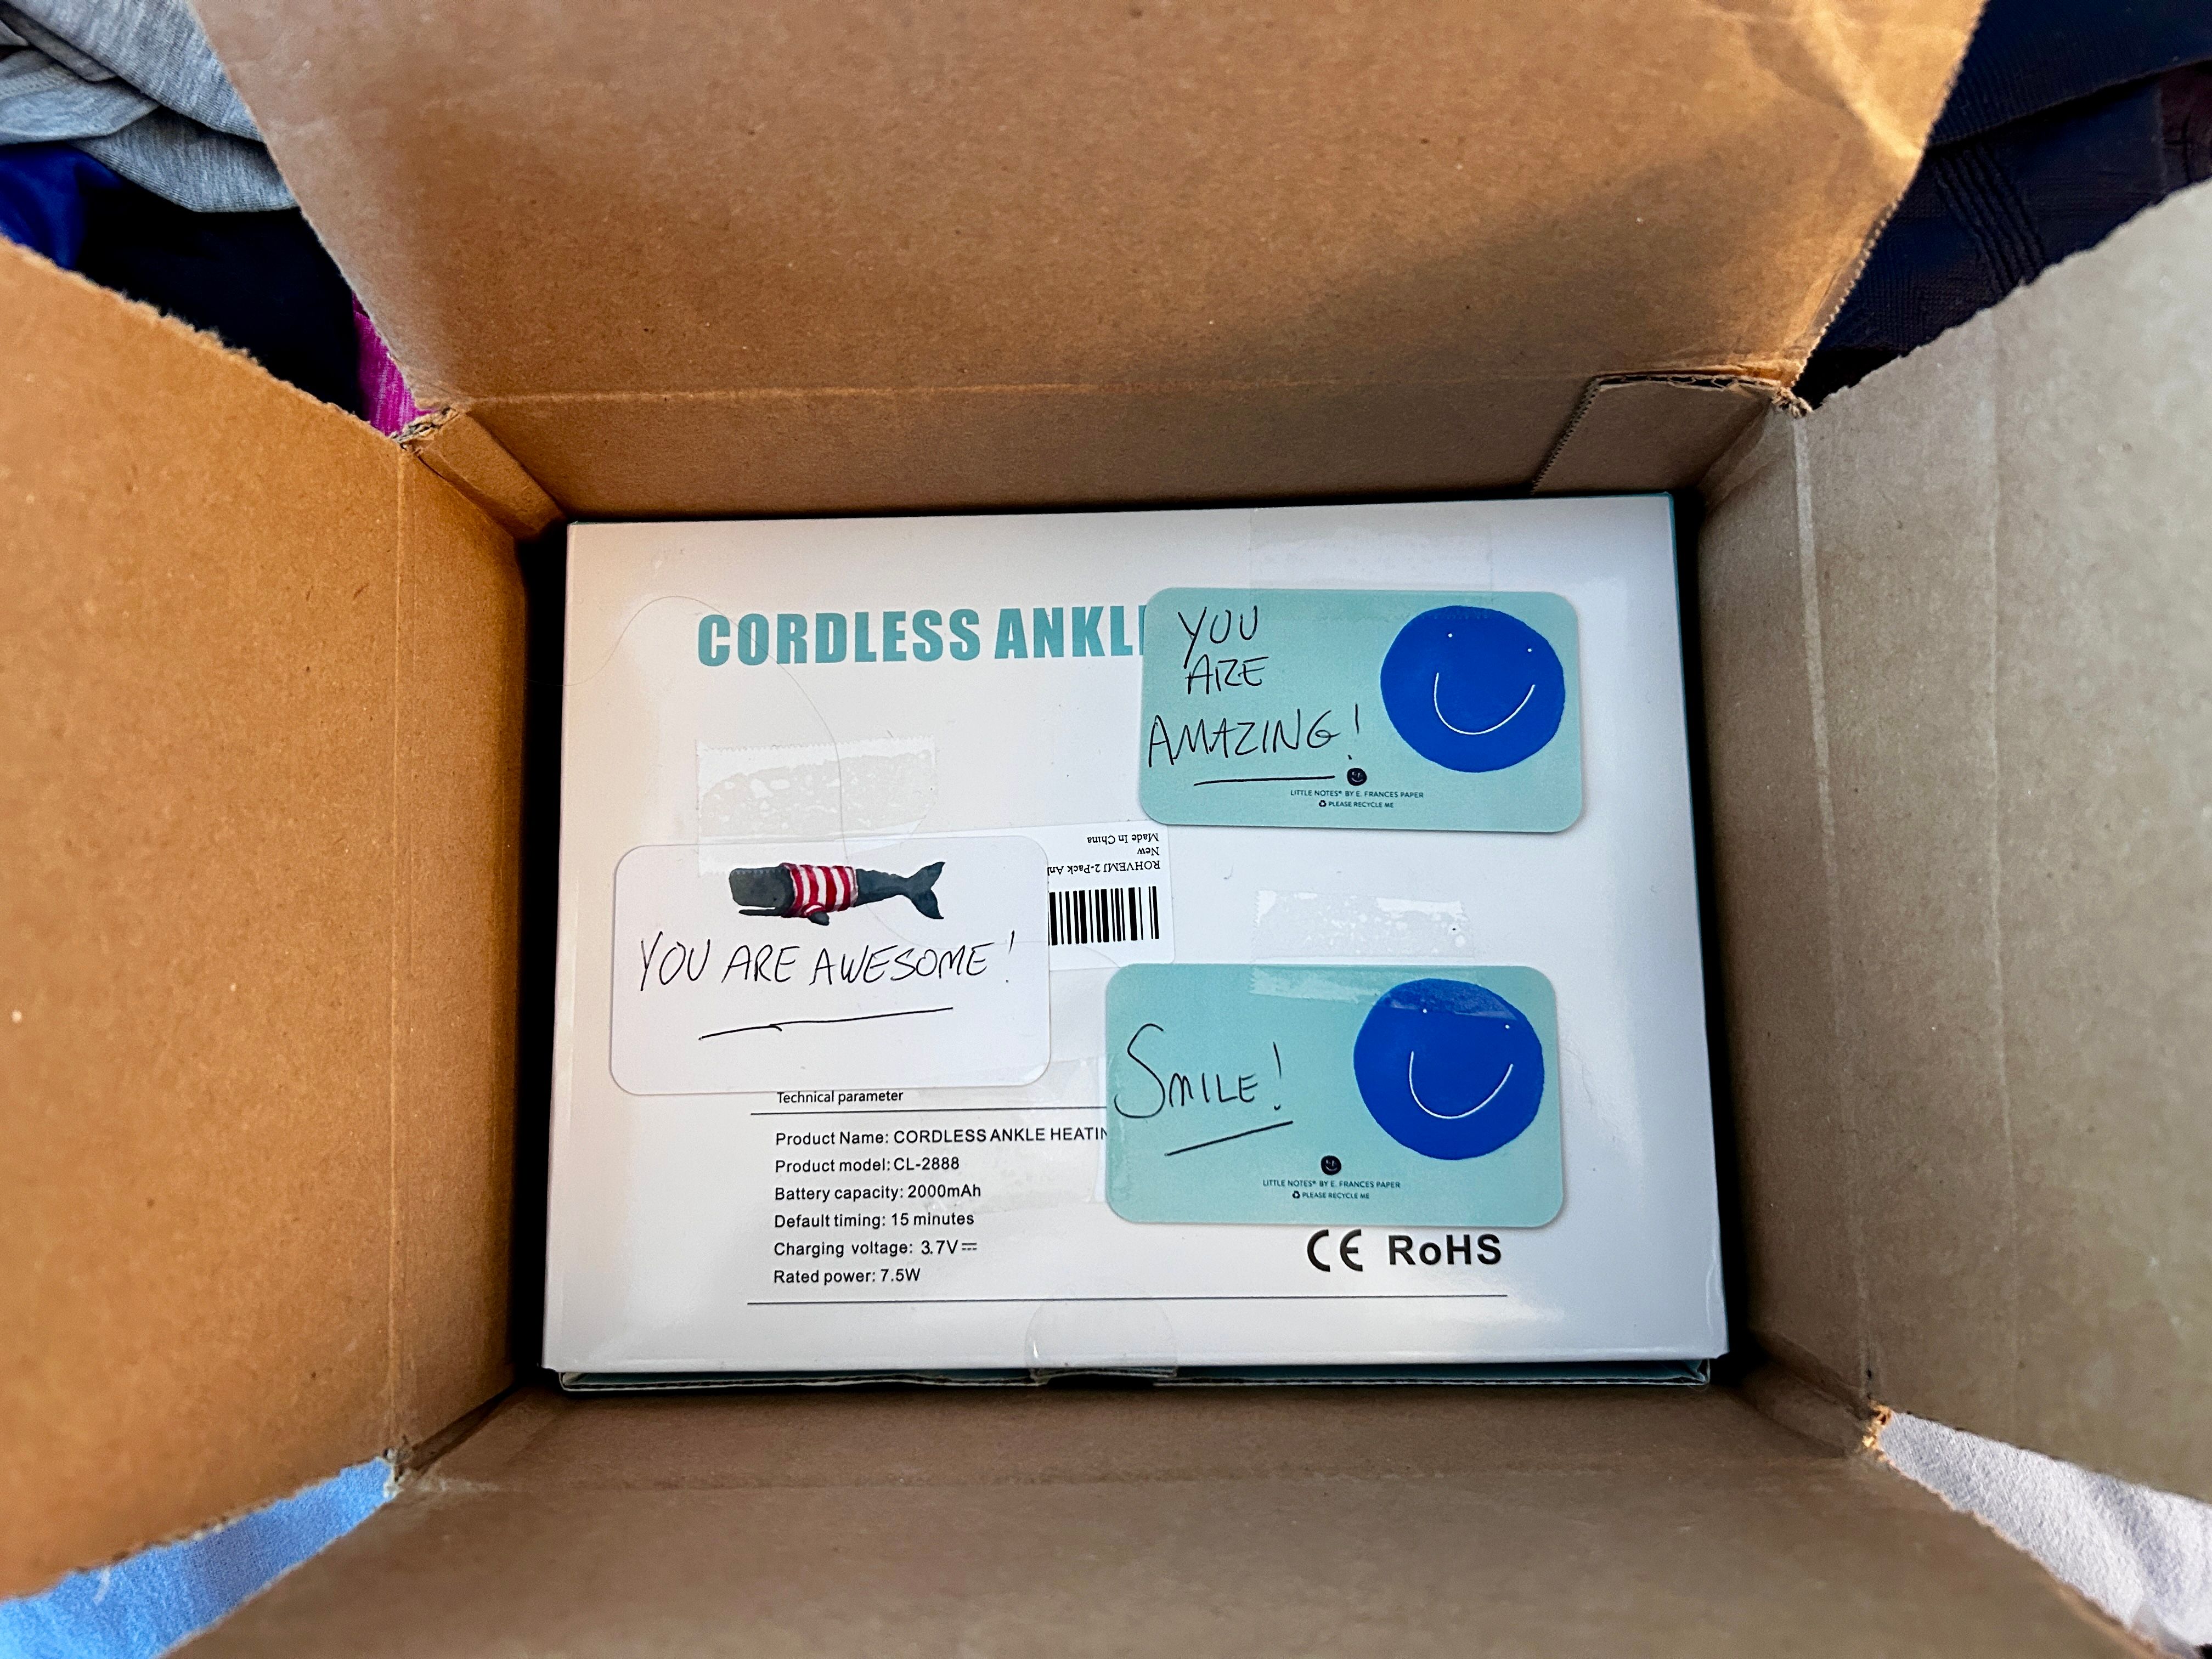 CORDLESS ANKL
YOU
ARE
AMAZING!
LITTLE NOTES® BY E. FRANCES PAPER
PLEASE RECYCLE ME
Made In China
New
ROHVEMJ 2-Pack Ank
YOU ARE AWESOME!
SMILE!
LITTLE NOTES® BY E. FRANCES PAPER
PLEASE RECYCLE ME
Technical parameter
Product Name: CORDLESS ANKLE HEATIN
Product model: CL-2888
Battery capacity: 2000mAh
Default timing: 15 minutes
Charging voltage: 3.7V⎓
Rated power: 7.5W
CE RoHS